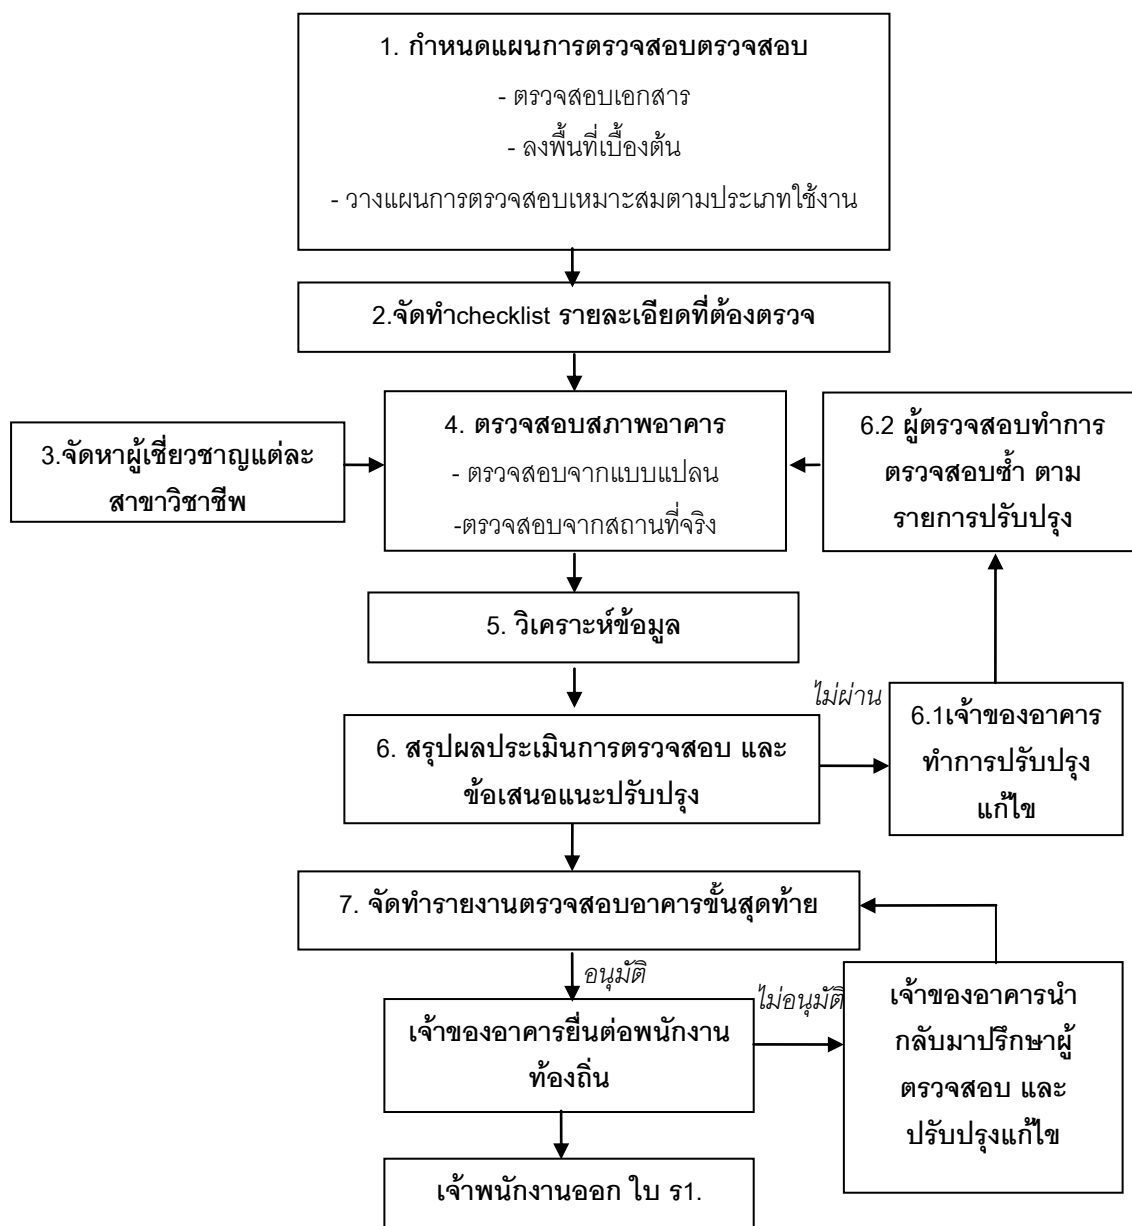 1. กำหนดแผนการตรวจสอบตรวจสอบ
- ตรวจสอบเอกสาร
- ลงพื้นที่เบื้องต้น
- วางแผนการตรวจสอบเหมาะสมตามประเภทใช้งาน
2.จัดทำchecklist รายละเอียดที่ต้องตรวจ
3.จัดหาผู้เชี่ยวชาญแต่ละ
สาขาวิชาชีพ
4. ตรวจสอบสภาพอาคาร
- ตรวจสอบจากแบบแปลน
-ตรวจสอบจากสถานที่จริง
6.2 ผู้ตรวจสอบทำการ
ตรวจสอบซ้ำ ตาม
รายการปรับปรุง
5. วิเคราะห์ข้อมูล
ไม่ผ่าน
6. สรุปผลประเมินการตรวจสอบ และ
ข้อเสนอแนะปรับปรุง
6.1เจ้าของอาคาร
ทำการปรับปรุง
แก้ไข
7. จัดทำรายงานตรวจสอบอาคารขั้นสุดท้าย
อนุมัติ
ไม่อนุมัติ
เจ้าของอาคารยื่นต่อพนักงาน
ท้องถิ่น
เจ้าของอาคารนำ
กลับมาปรึกษาผู้
ตรวจสอบ และ
ปรับปรุงแก้ไข
เจ้าพนักงานออก ใบ ร1.